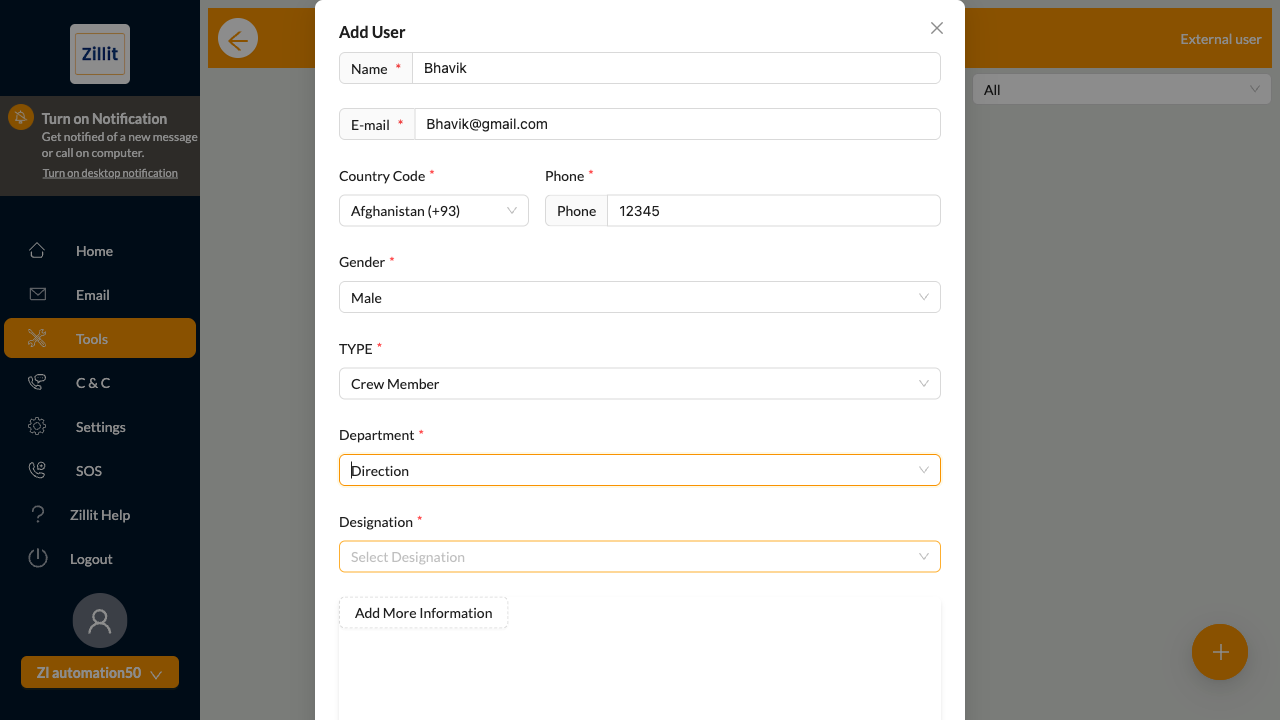 Zillit
Turn on Notification
Get notified of a new message
or call on computer.
Turn on desktop notification
Home
Email
Tools
C & C
Settings
SOS
Zillit Help
Logout
ZI automation50
External user
All
Add User
Name *
Bhavik
E-mail *
Bhavik@gmail.com
Country Code *
Phone *
Afghanistan (+93)
Phone
12345
Gender *
Male
TYPE *
Crew Member
Department *
Direction
Designation *
Select Designation
Add More Information